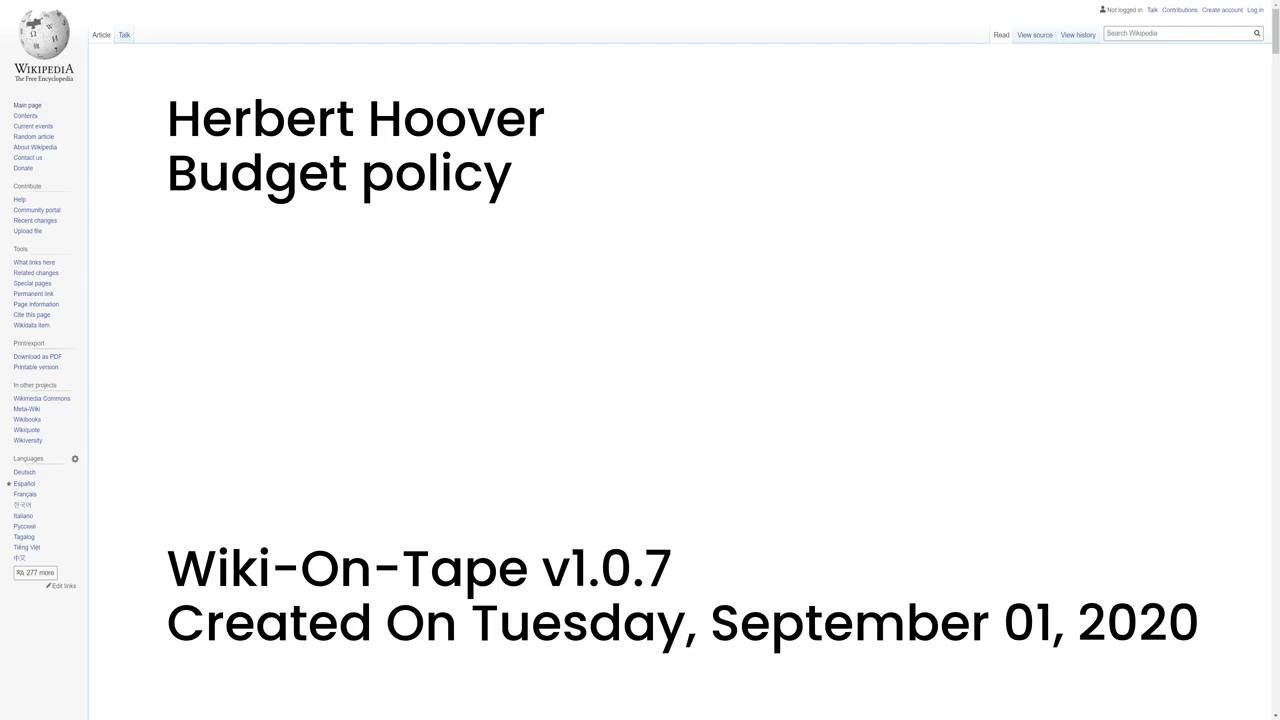 Not logged in Talk Contributions Create account Log in
Article Talk Read View source View history Search Wikipedia
WIKIPEDIA
The Free Encyclopedia
Main page
Contents
Current events
Random article
About Wikipedia
Contact us
Donate
Contribute
Help
Community portal
Recent changes
Upload file
Tools
What links here
Related changes
Special pages
Permanent link
Page information
Cite this page
Wikidata item
Print/export
Download as PDF
Printable version
In other projects
Wikimedia Commons
Meta-Wiki
Wikibooks
Wikiquote
Wikiversity
Languages
Deutsch
Español
Français
한국어
Italiano
Русский
Tagalog
Tiếng Việt
中文
277 more
Edit links
Herbert Hoover
Budget policy
Wiki-On-Tape v1.0.7
Created On Tuesday, September 01, 2020